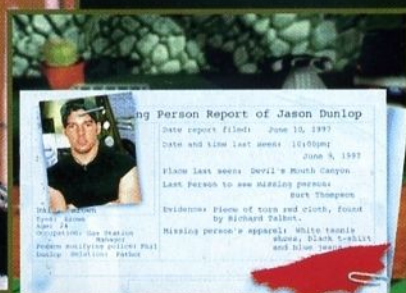 ng Person Report of Jason Dunlop
Date report filed: June 10, 1997
Date and time last seen: 10:00pm;
June 9, 1997
Place last seen: Devil's Mouth Canyon
Last Person to see missing person:
Burt Thompson
Evidence: Piece of torn red cloth, found
by Richard Talbot.
Missing person's apparel: White tennis
shoes, black t-shirt
and blue jeans
Hair: Brown
Eyes: Brown
Age: 24
Occupation: Gas Station
Manager
Person notifying police: Phil
Dunlop Relation: Father